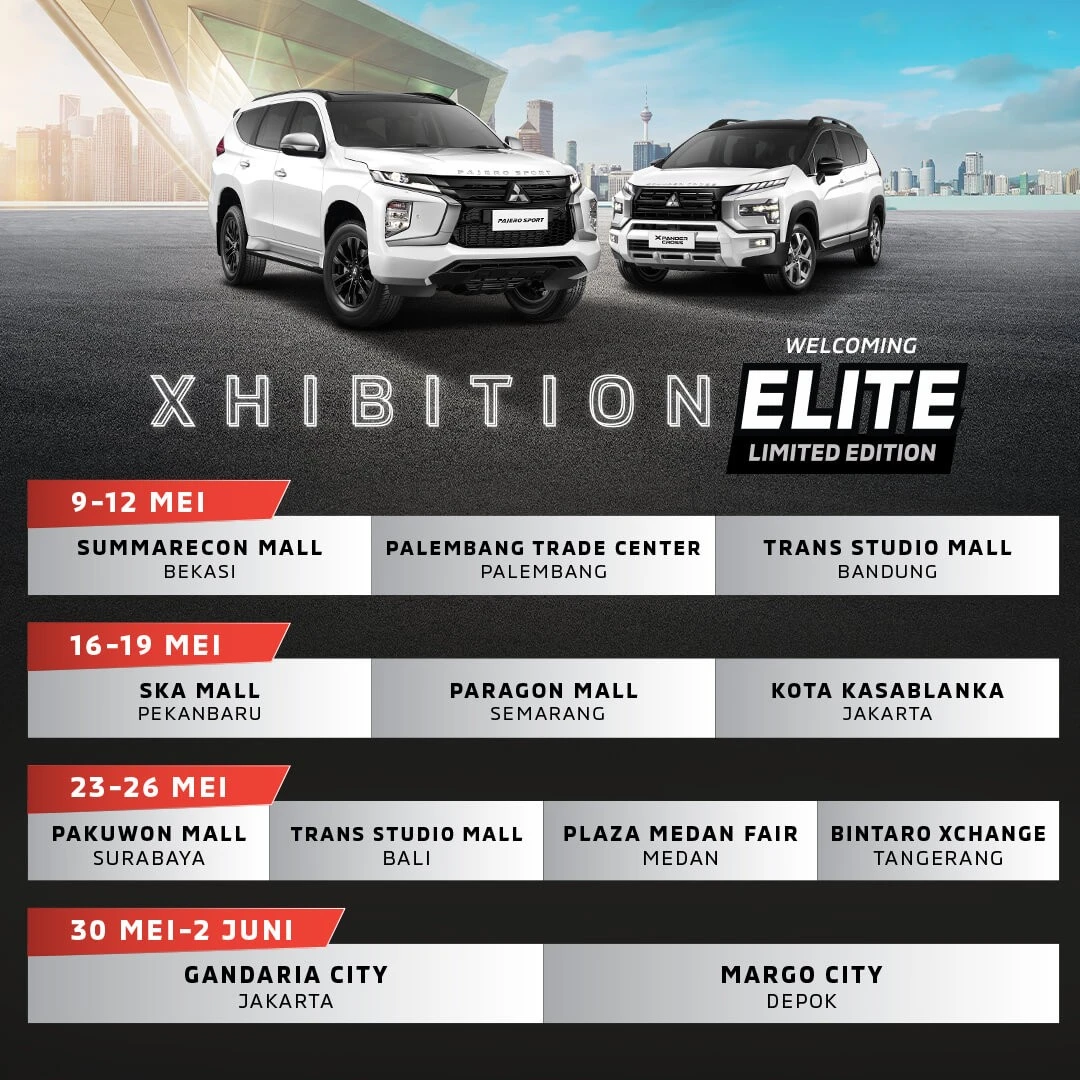 PAJERO SPORT
PAJERO SPORT
XPANDER
CROSS
WELCOMING
XHIBITION ELITE
LIMITED EDITION
9-12 MEI
SUMMARECON MALL
BEKASI
PALEMBANG TRADE CENTER
PALEMBANG
TRANS STUDIO MALL
BANDUNG
16-19 MEI
SKA MALL
PEKANBARU
PARAGON MALL
SEMARANG
KOTA KASABLANKA
JAKARTA
23-26 MEI
PAKUWON MALL
SURABAYA
TRANS STUDIO MALL
BALI
PLAZA MEDAN FAIR
MEDAN
BINTARO XCHANGE
TANGERANG
30 MEI-2 JUNI
GANDARIA CITY
JAKARTA
MARGO CITY
DEPOK